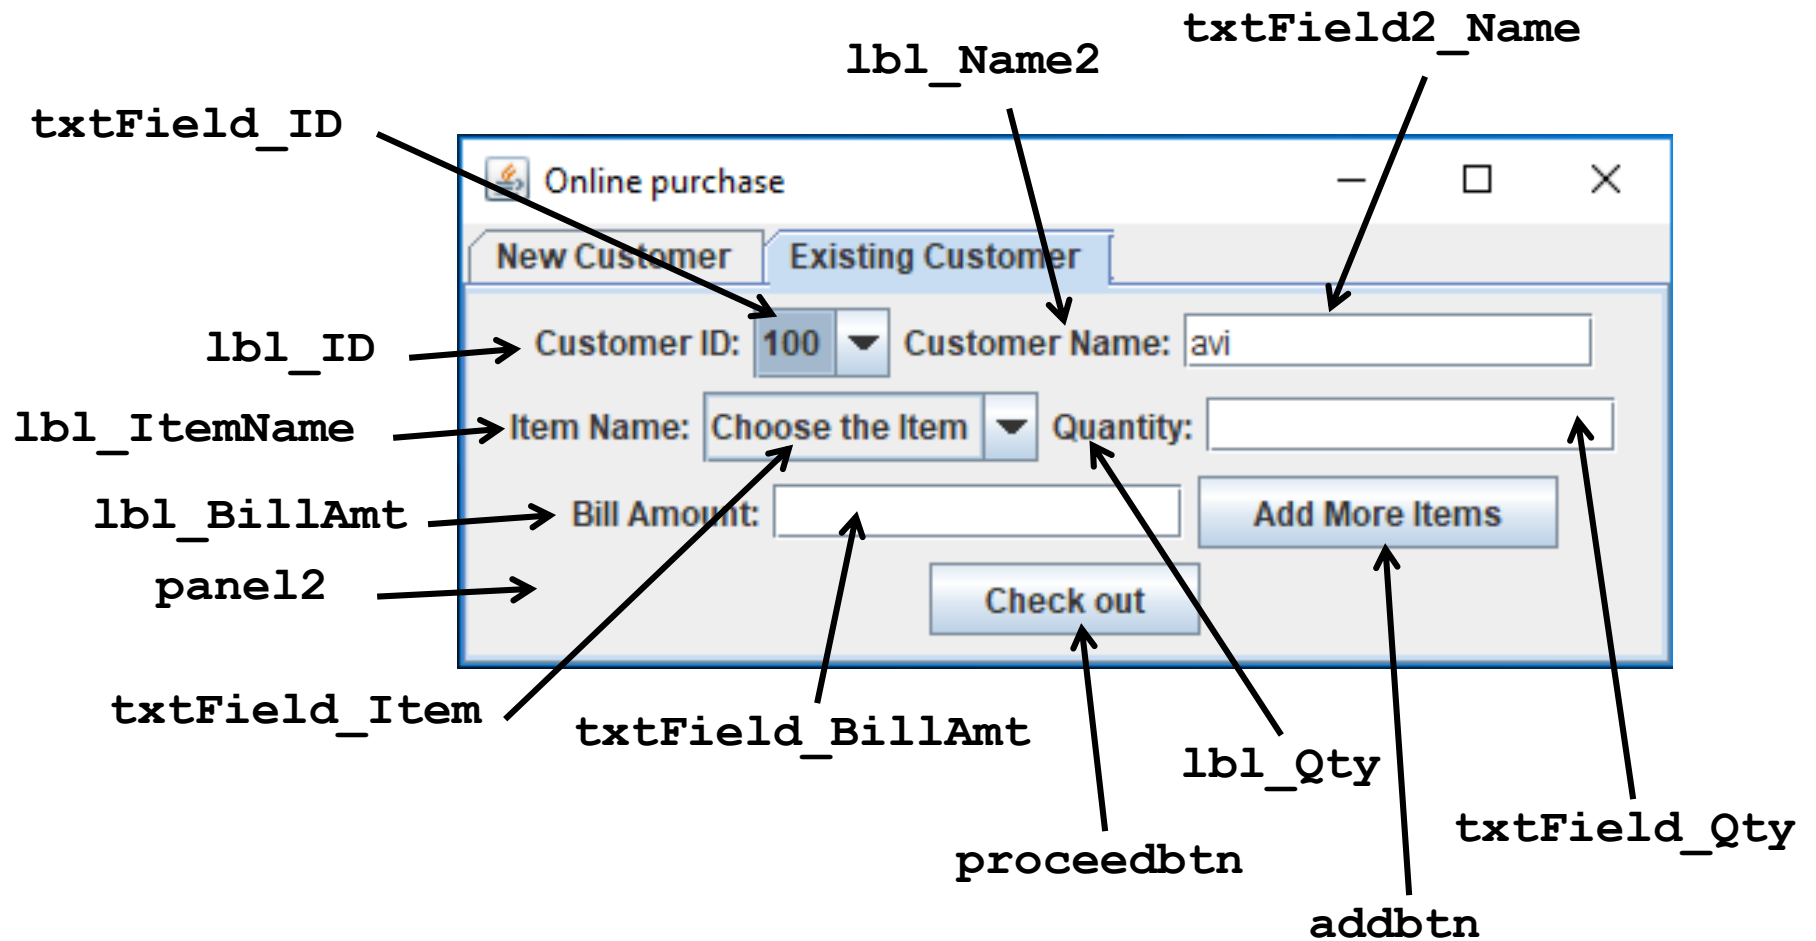 txtField2_Name
lbl_Name2
txtField_ID
Online purchase
New Customer Existing Customer
lbl_ID
Customer ID: 100 Customer Name: avi
lbl_ItemName
Item Name: Choose the Item Quantity:
lbl_BillAmt
Bill Amount: Add More Items
panel2
Check out
txtField_Item
txtField_BillAmt
lbl_Qty
txtField_Qty
proceedbtn
addbtn